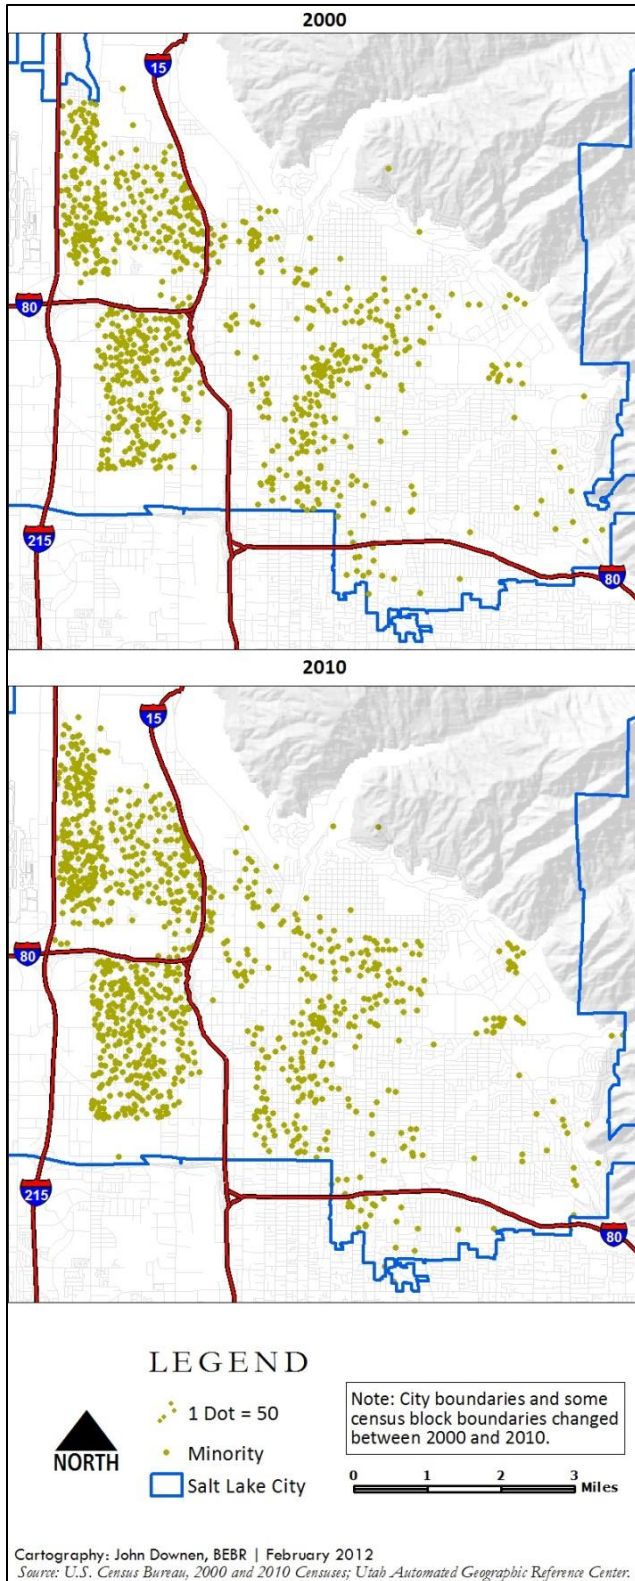 2000
15
80
215
80
2010
15
80
215
80
LEGEND
1 Dot = 50
Minority
Salt Lake City
NORTH
Note: City boundaries and some
census block boundaries changed
between 2000 and 2010.
0 1 2 3 Miles
Cartography: John Downen, BEBR | February 2012
Source: U.S. Census Bureau, 2000 and 2010 Censuses; Utah Automated Geographic Reference Center.